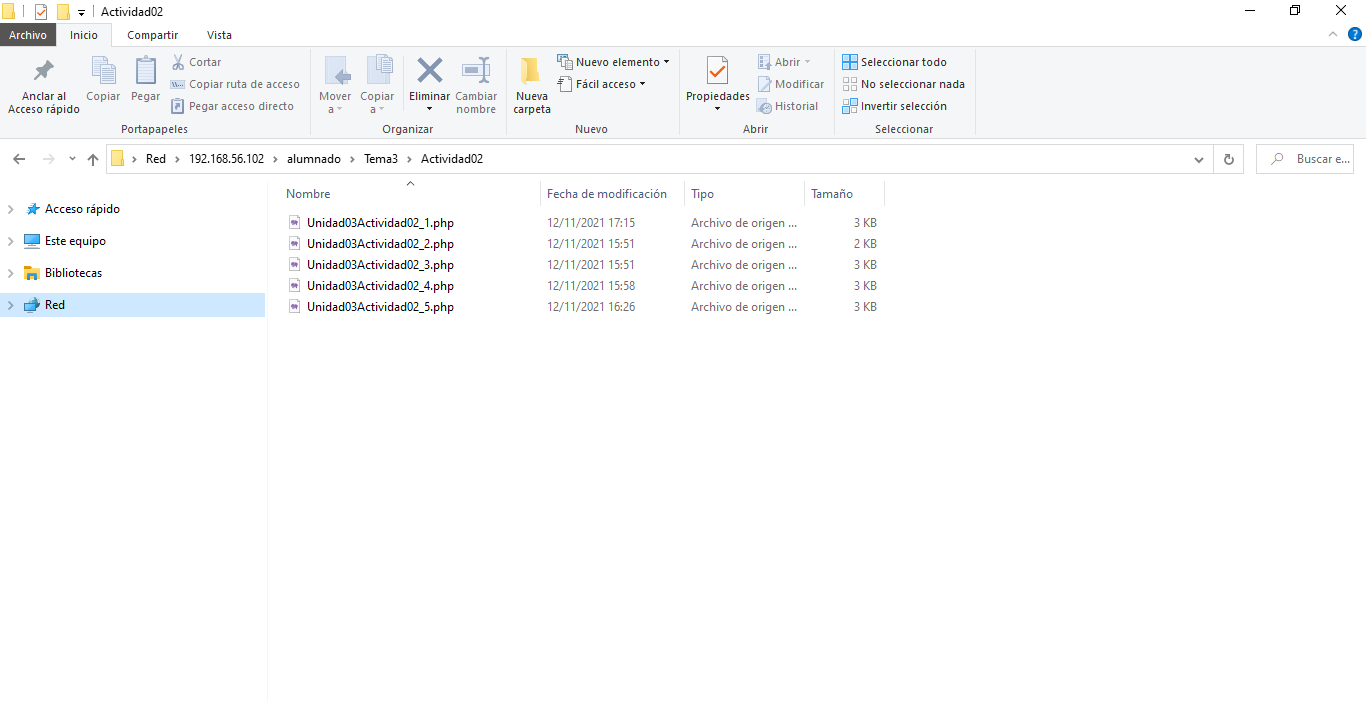 Actividad02
Archivo Inicio Compartir Vista
Anclar al Acceso rápido
Copiar
Pegar
Cortar
Copiar ruta de acceso
Pegar acceso directo
Portapapeles
Mover a
Copiar a
Eliminar
Cambiar nombre
Organizar
Nueva carpeta
Nuevo elemento
Fácil acceso
Nuevo
Propiedades
Abrir
Modificar
Historial
Abrir
Seleccionar todo
No seleccionar nada
Invertir selección
Seleccionar
Red > 192.168.56.102 > alumnado > Tema3 > Actividad02
Buscar e...
Acceso rápido
Este equipo
Bibliotecas
Red
Nombre Fecha de modificación Tipo Tamaño
Unidad03Actividad02_1.php 12/11/2021 17:15 Archivo de origen ... 3 KB
Unidad03Actividad02_2.php 12/11/2021 15:51 Archivo de origen ... 2 KB
Unidad03Actividad02_3.php 12/11/2021 15:51 Archivo de origen ... 3 KB
Unidad03Actividad02_4.php 12/11/2021 15:58 Archivo de origen ... 3 KB
Unidad03Actividad02_5.php 12/11/2021 16:26 Archivo de origen ... 3 KB